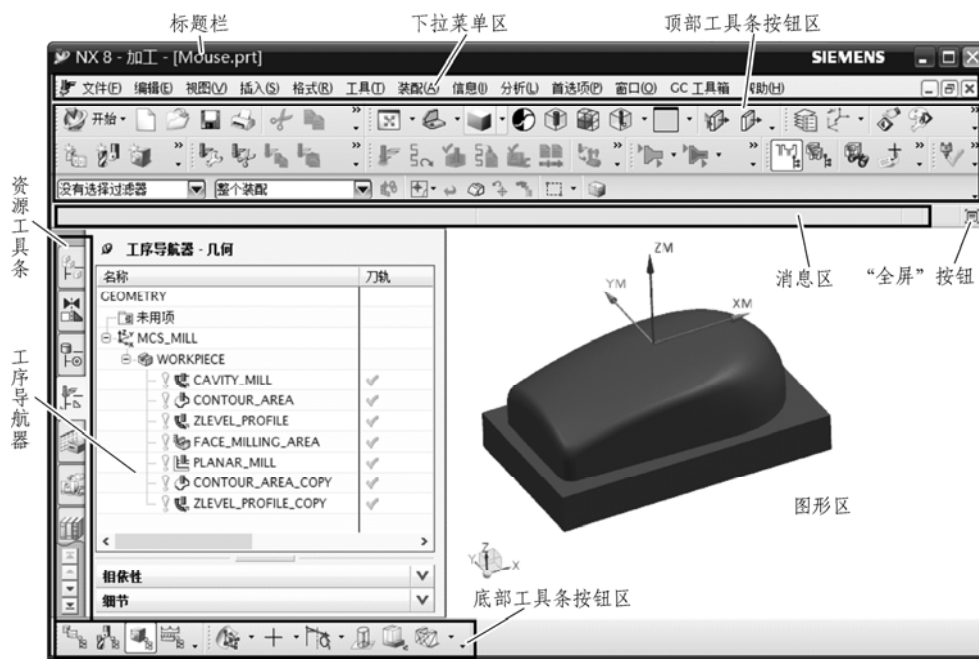 标题栏
下拉菜单区
顶部工具条按钮区
NX 8 - 加工 - [Mouse.prt]
SIEMENS
文件(F) 编辑(E) 视图(V) 插入(S) 格式(R) 工具(T) 装配(A) 信息(I) 分析(L) 首选项(P) 窗口(O) GC 工具箱 帮助(H)
开始
没有选择过滤器
整个装配
资源工具条
消息区
“全屏”按钮
工序导航器 - 几何
名称
刀轨
GEOMETRY
未用项
MCS_MILL
WORKPIECE
CAVITY_MILL
CONTOUR_AREA
ZLEVEL_PROFILE
FACE_MILLING_AREA
PLANAR_MILL
CONTOUR_AREA_COPY
ZLEVEL_PROFILE_COPY
工序导航器
ZM
YM
XM
图形区
Z
Y
X
相依性
细节
底部工具条按钮区